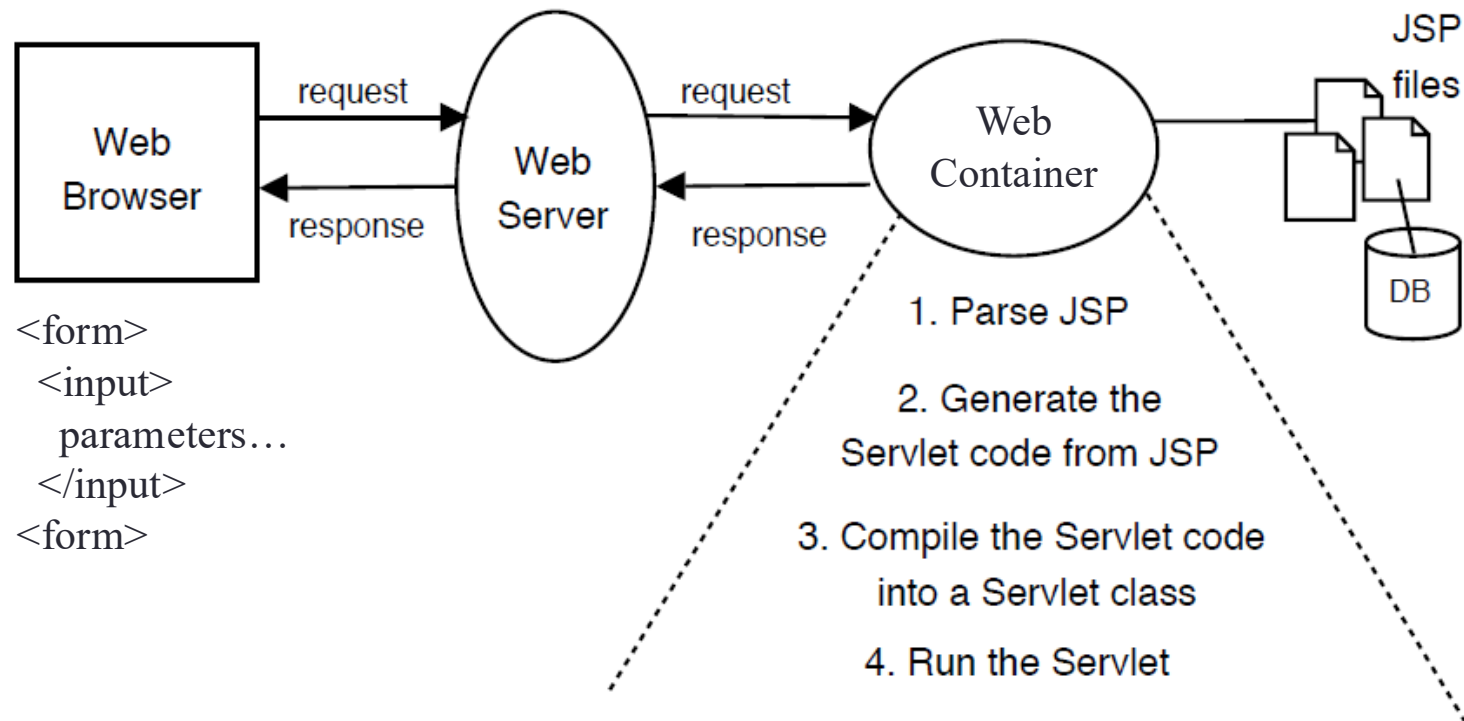 JSP
files
request
request
Web
Browser
Web
Server
Web
Container
response
response
DB
<form>
<input>
parameters…
</input>
<form>
1. Parse JSP
2. Generate the
Servlet code from JSP
3. Compile the Servlet code
into a Servlet class
4. Run the Servlet